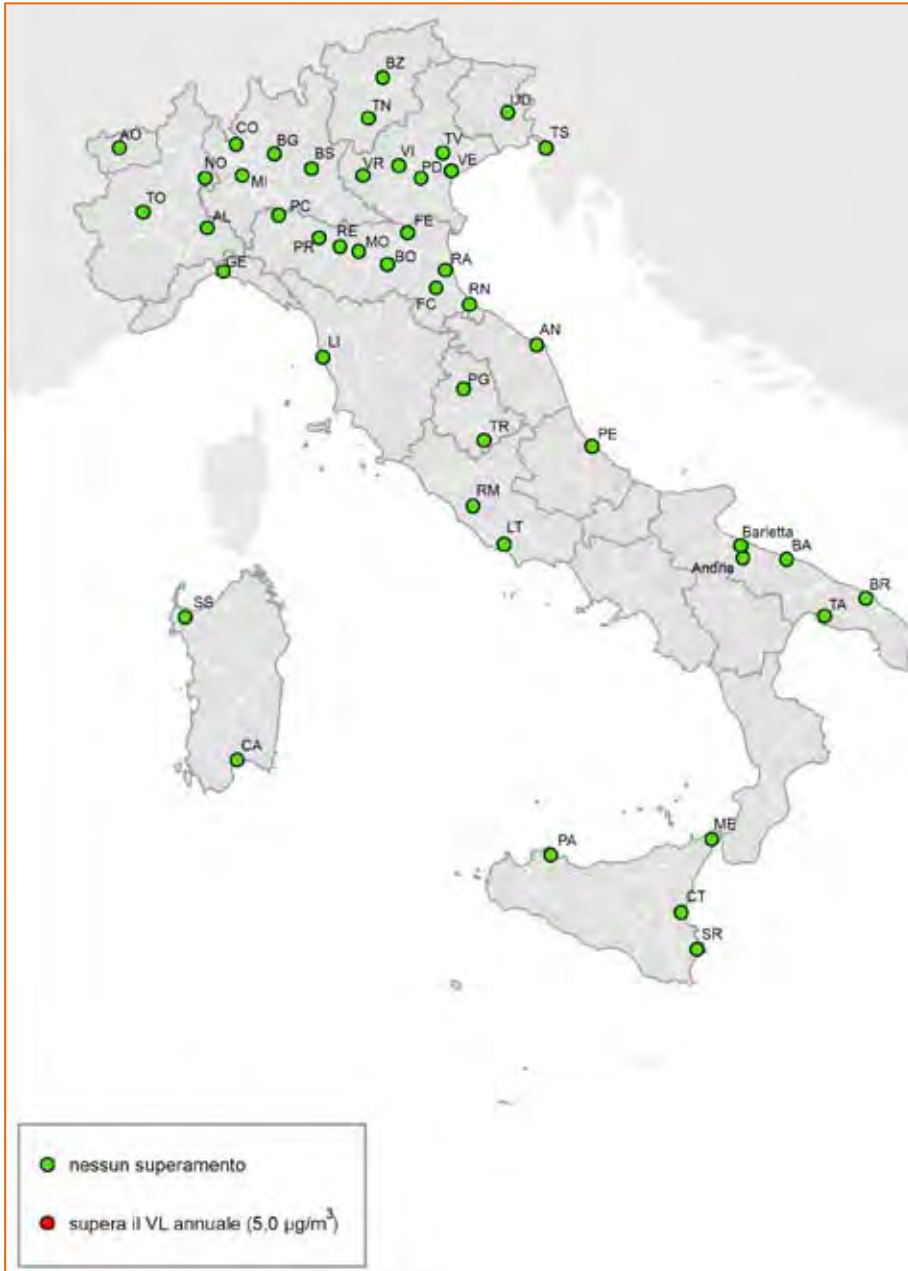 BZ
TN
UD
TS
AO
CO
BG
BS
TV
VI
VR
PD
VE
NO
MI
TO
AL
PC
FE
PR
RE
MO
BO
RA
GE
FC
RN
AN
LI
PG
TR
PE
RM
LT
Barletta
Andria
BA
BR
TA
SS
CA
ME
PA
CT
SR
nessun superamento
supera il VL annuale (5,0 µg/m³)